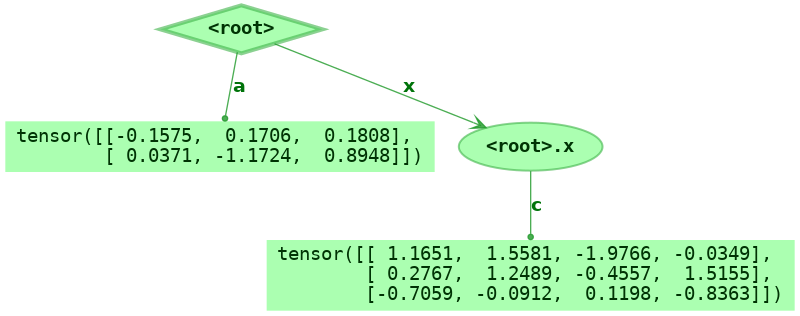 <root>
a
x
tensor([[-0.1575,  0.1706,  0.1808],
        [ 0.0371, -1.1724,  0.8948]])
<root>.x
c
tensor([[ 1.1651,  1.5581, -1.9766, -0.0349],
        [ 0.2767,  1.2489, -0.4557,  1.5155],
        [-0.7059, -0.0912,  0.1198, -0.8363]])